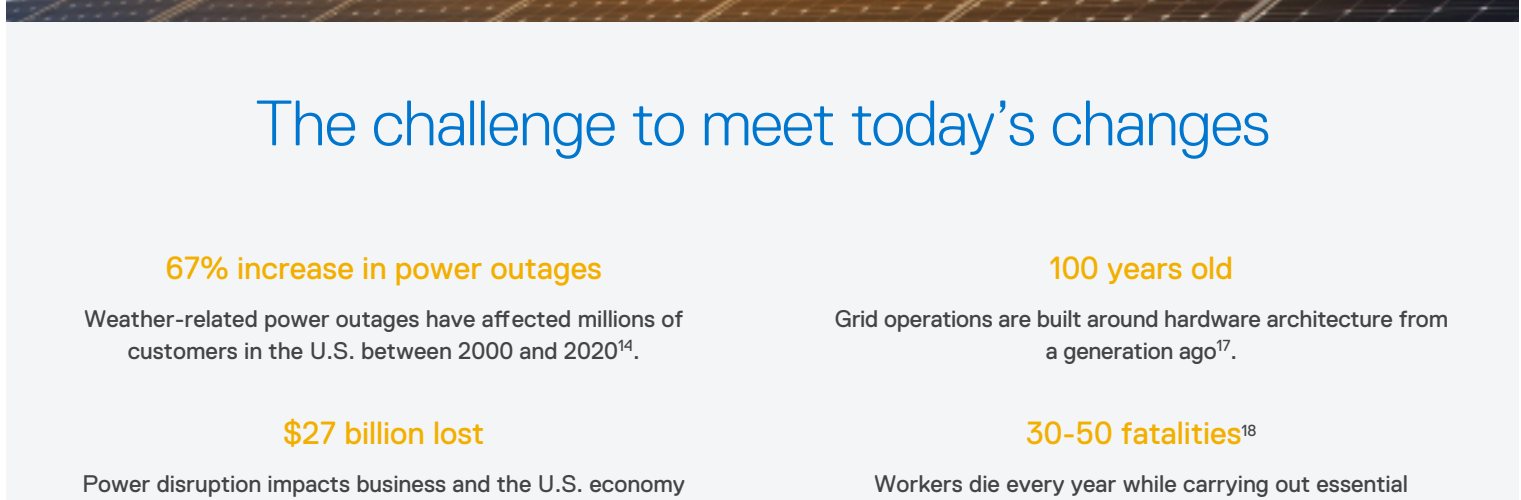 The challenge to meet today’s changes
67% increase in power outages
Weather-related power outages have affected millions of
customers in the U.S. between 2000 and 2020¹⁴.
100 years old
Grid operations are built around hardware architecture from
a generation ago¹⁷.
$27 billion lost
Power disruption impacts business and the U.S. economy
30-50 fatalities¹⁸
Workers die every year while carrying out essential